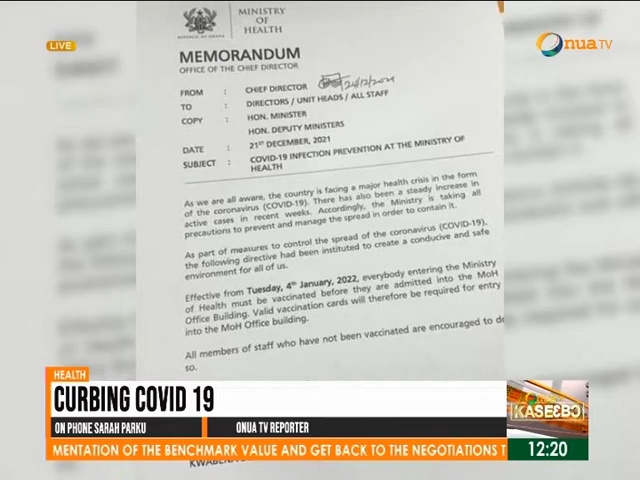 LIVE
REPUBLIC OF GHANA
MINISTRY
OF
HEALTH
onua TV
MEMORANDUM
OFFICE OF THE CHIEF DIRECTOR
FROM : CHIEF DIRECTOR
TO : DIRECTORS / UNIT HEADS / ALL STAFF
COPY : HON. MINISTER
HON. DEPUTY MINISTERS
DATE : 21ST DECEMBER, 2021
SUBJECT : COVID-19 INFECTION PREVENTION AT THE MINISTRY OF
HEALTH
As we are all aware, the country is facing a major health crisis in the form
of the coronavirus (COVID-19). There has also been a steady increase in
active cases in recent weeks. Accordingly, the Ministry is taking all
precautions to prevent and manage the spread in order to contain it.
As part of measures to control the spread of the coronavirus (COVID-19),
the following directive had been instituted to create a conducive and safe
environment for all of us.
Effective from Tuesday, 4th January, 2022, everybody entering the Ministry
of Health must be vaccinated before they are admitted into the MoH
Office Building. Valid vaccination cards will therefore be required for entry
into the MoH Office building.
All members of staff who have not been vaccinated are encouraged to do
so.
HEALTH
CURBING COVID 19
ON PHONE SARAH PARKU
ONUA TV REPORTER
KASEƐBƆ
MENTATION OF THE BENCHMARK VALUE AND GET BACK TO THE NEGOTIATIONS T
12:20